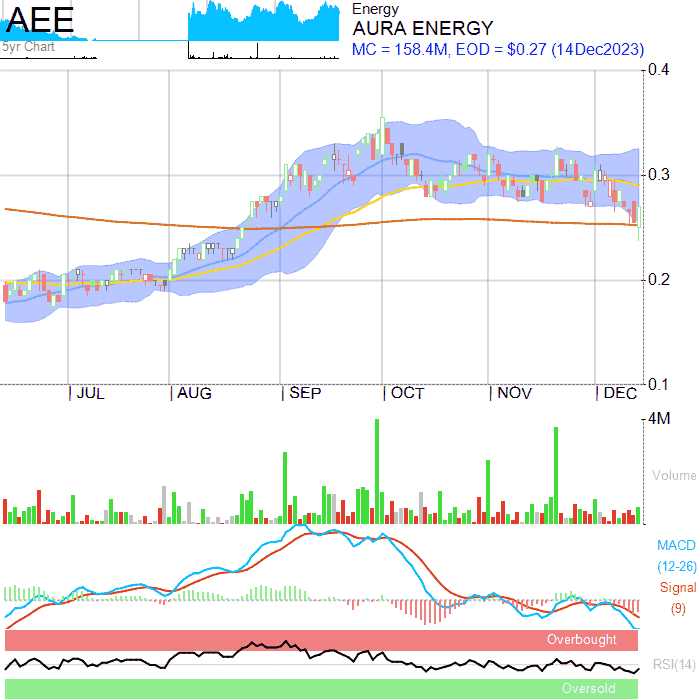 AEE
5yr Chart
Energy
AURA ENERGY
MC = 158.4M, EOD = $0.27 (14Dec2023)
0.4
0.3
0.2
0.1
JUL AUG SEP OCT NOV DEC
4M
Volume
MACD
(12-26)
Signal
(9)
Overbought
RSI(14)
Oversold